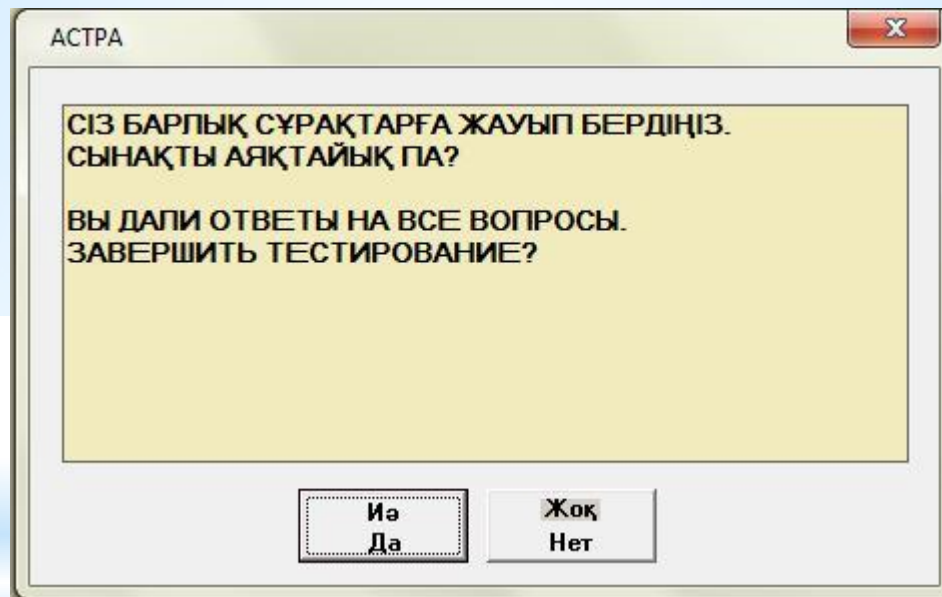 АСТРА
СІЗ БАРЛЫҚ СҰРАҚТАРҒА ЖАУЫП БЕРДІҢІЗ.
СЫНАҚТЫ АЯҚТАЙЫҚ ПА?
ВЫ ДАЛИ ОТВЕТЫ НА ВСЕ ВОПРОСЫ.
ЗАВЕРШИТЬ ТЕСТИРОВАНИЕ?
Иә
Да
Жоқ
Нет